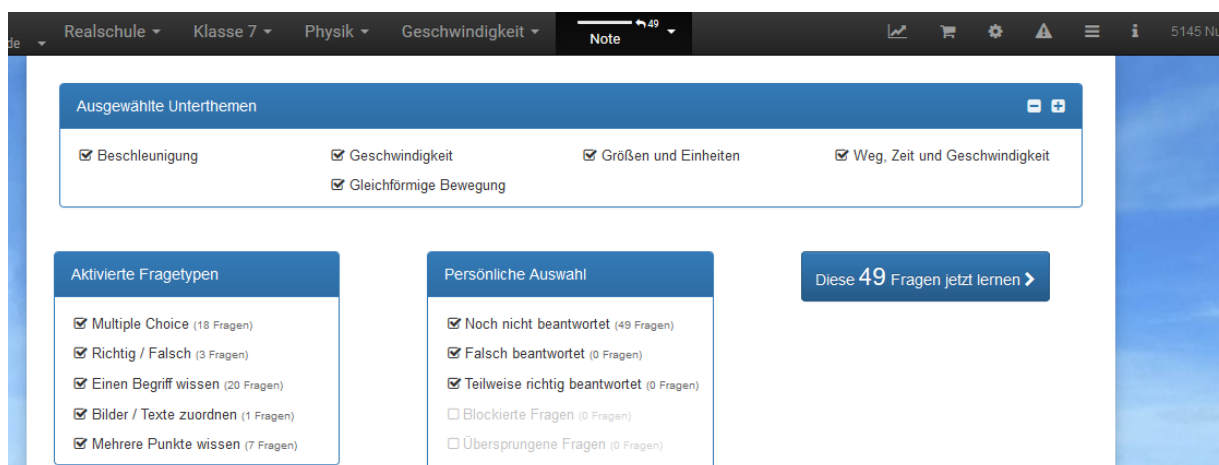 de Realschule Klasse 7 Physik Geschwindigkeit 49 Note i 5145 Nu
Ausgewählte Unterthemen
Beschleunigung Geschwindigkeit Größen und Einheiten Weg, Zeit und Geschwindigkeit
Gleichförmige Bewegung
Aktivierte Fragetypen
Multiple Choice (18 Fragen)
Richtig / Falsch (3 Fragen)
Einen Begriff wissen (20 Fragen)
Bilder / Texte zuordnen (1 Fragen)
Mehrere Punkte wissen (7 Fragen)
Persönliche Auswahl
Noch nicht beantwortet (49 Fragen)
Falsch beantwortet (0 Fragen)
Teilweise richtig beantwortet (0 Fragen)
Blockierte Fragen (0 Fragen)
Übersprungene Fragen (0 Fragen)
Diese 49 Fragen jetzt lernen